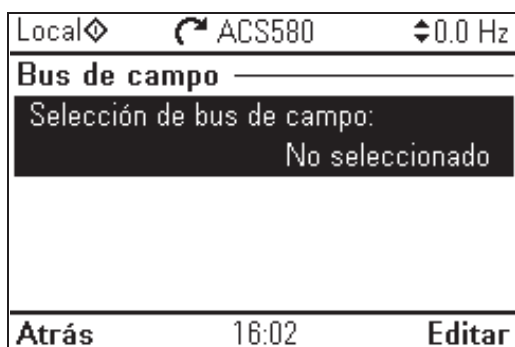 Local ACS580 0.0 Hz
Bus de campo
Selección de bus de campo:
No seleccionado
Atrás 16:02 Editar